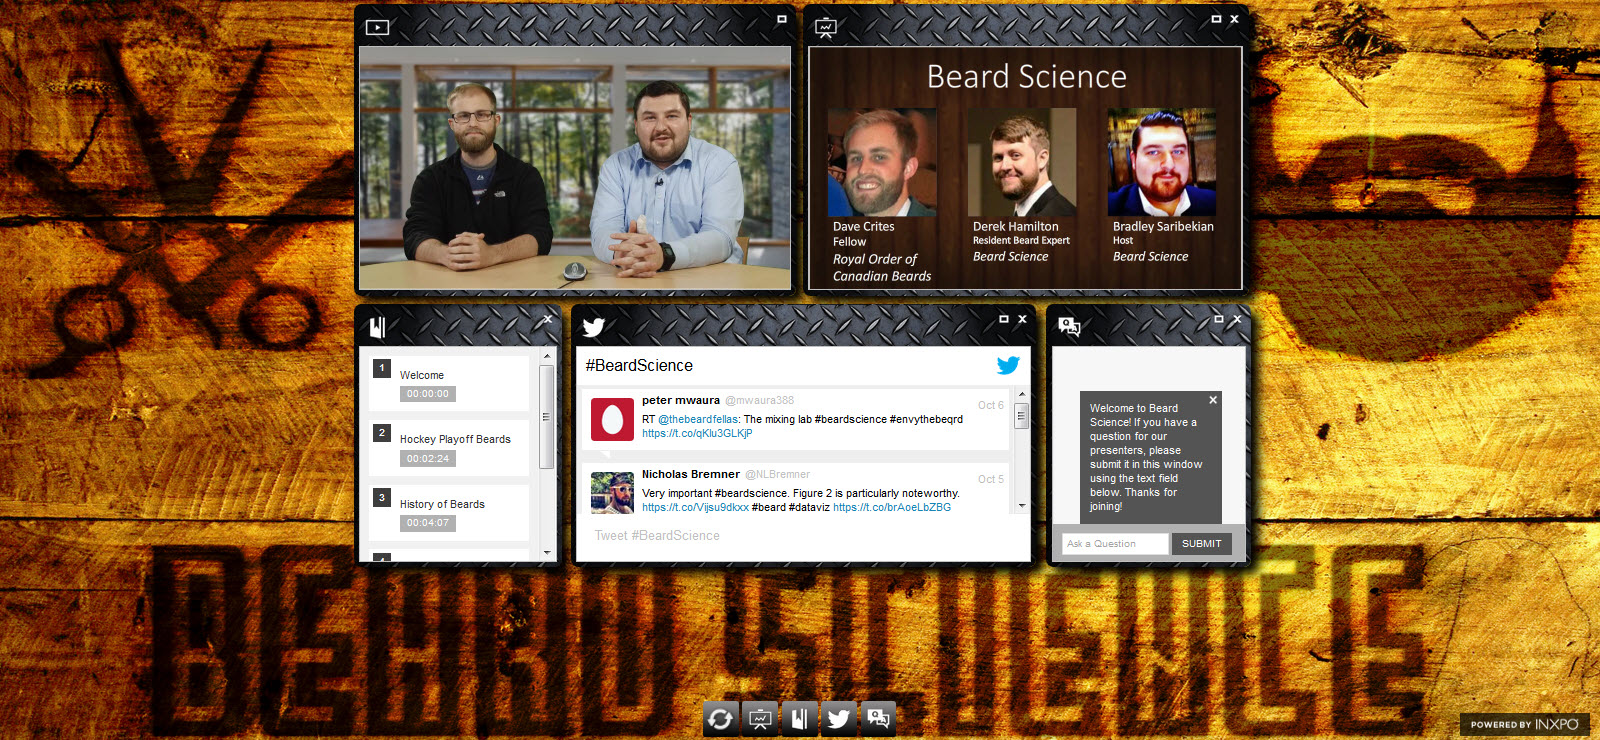 Beard Science
Dave Crites
Fellow
Royal Order of
Canadian Beards
Derek Hamilton
Resident Beard Expert
Beard Science
Bradley Saribekian
Host
Beard Science
1
Welcome
00:00:00
2
Hockey Playoff Beards
00:02:24
3
History of Beards
00:04:07
#BeardScience
peter mwaura @mwaura388
Oct 6
RT @thebeardfellas: The mixing lab #beardscience #envythebeqrd
https://t.co/qKlu3GLKjP
Nicholas Bremner @NLBremner
Oct 5
Very important #beardscience. Figure 2 is particularly noteworthy.
https://t.co/Vijsu9dkxx #beard #dataviz https://t.co/brAoeLbZBG
Tweet #BeardScience
Welcome to Beard
Science! If you have a
question for our
presenters, please
submit it in this window
using the text field
below. Thanks for
joining!
Ask a Question
SUBMIT
BEARD SCIENCE
POWERED BY INXPO